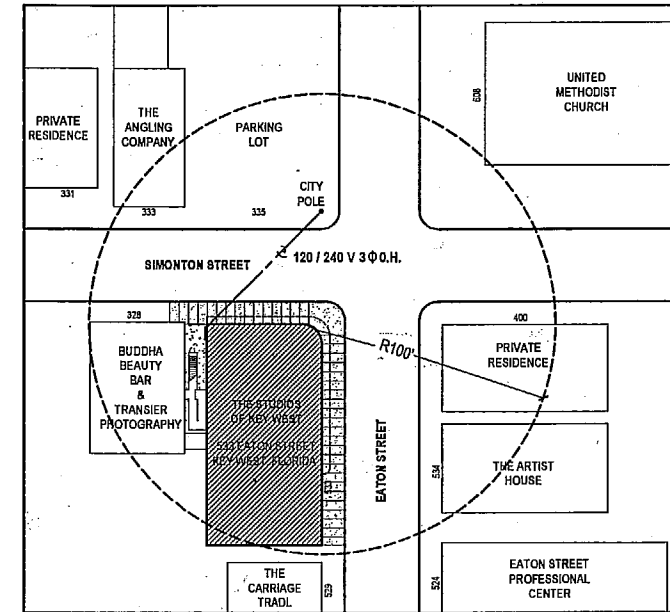 UNITED
METHODIST
CHURCH
608
PRIVATE
RESIDENCE
331
THE
ANGLING
COMPANY
333
PARKING
LOT
335
CITY
POLE
120 / 240 V 3 Φ O.H.
SIMONTON STREET
328
BUDDHA
BEAUTY
BAR
&
TRANSIER
PHOTOGRAPHY
THE STUDIOS
OF KEY WEST
533 EATON STREET
KEY WEST, FLORIDA
R100'
400
PRIVATE
RESIDENCE
EATON STREET
534
THE ARTIST
HOUSE
THE
CARRIAGE
TRADL
529
524
EATON STREET
PROFESSIONAL
CENTER